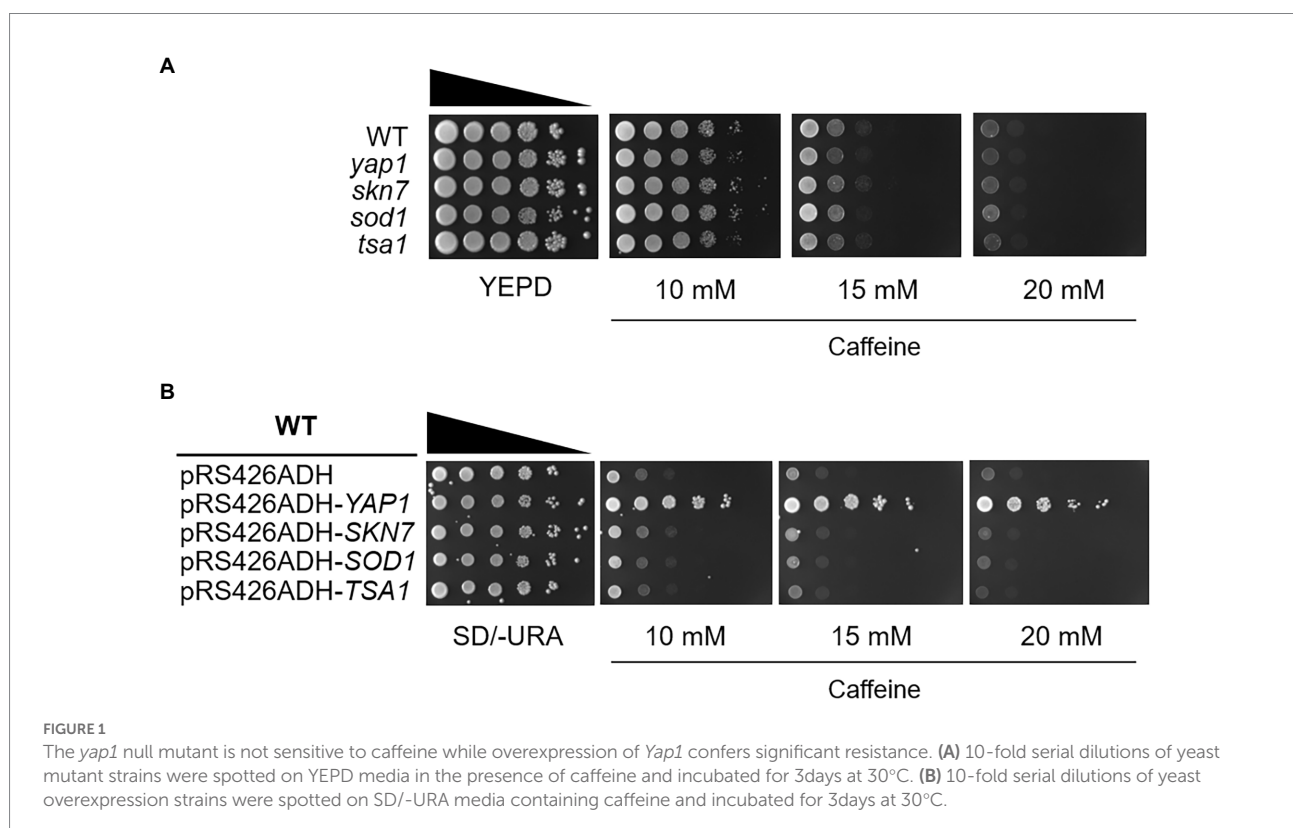 A
WT
yap1
skn7
sod1
tsa1
YEPD
10 mM
15 mM
20 mM
Caffeine
B
WT
pRS426ADH
pRS426ADH-YAP1
pRS426ADH-SKN7
pRS426ADH-SOD1
pRS426ADH-TSA1
SD/-URA
10 mM
15 mM
20 mM
Caffeine
FIGURE 1
The yap1 null mutant is not sensitive to caffeine while overexpression of Yap1 confers significant resistance. (A) 10-fold serial dilutions of yeast
mutant strains were spotted on YEPD media in the presence of caffeine and incubated for 3days at 30°C. (B) 10-fold serial dilutions of yeast
overexpression strains were spotted on SD/-URA media containing caffeine and incubated for 3days at 30°C.